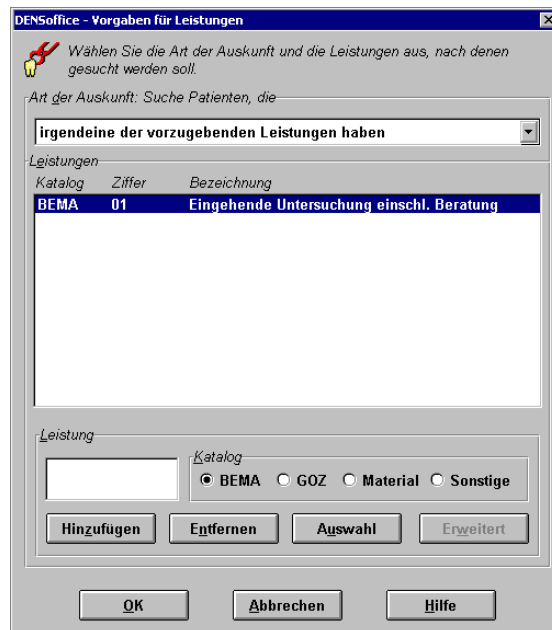 DENSoffice - Vorgaben für Leistungen
Wählen Sie die Art der Auskunft und die Leistungen aus, nach denen
gesucht werden soll.
Art der Auskunft: Suche Patienten, die
irgendeine der vorzugebenden Leistungen haben
Leistungen
Katalog Ziffer Bezeichnung
BEMA 01 Eingehende Untersuchung einschl. Beratung
Leistung
Katalog
BEMA GOZ Material Sonstige
Hinzufügen Entfernen Auswahl Erweitert
OK Abbrechen Hilfe